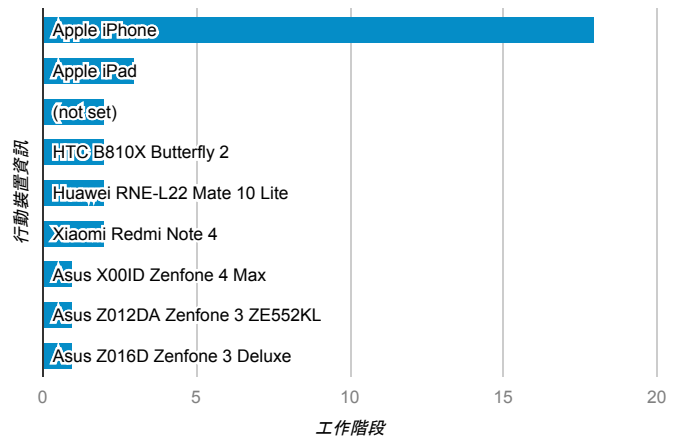 Apple iPhone
Apple iPad
(not set)
HTC B810X Butterfly 2
Huawei RNE-L22 Mate 10 Lite
Xiaomi Redmi Note 4
Asus X00ID Zenfone 4 Max
Asus Z012DA Zenfone 3 ZE552KL
Asus Z016D Zenfone 3 Deluxe
行動裝置資訊
0 5 10 15 20
工作階段